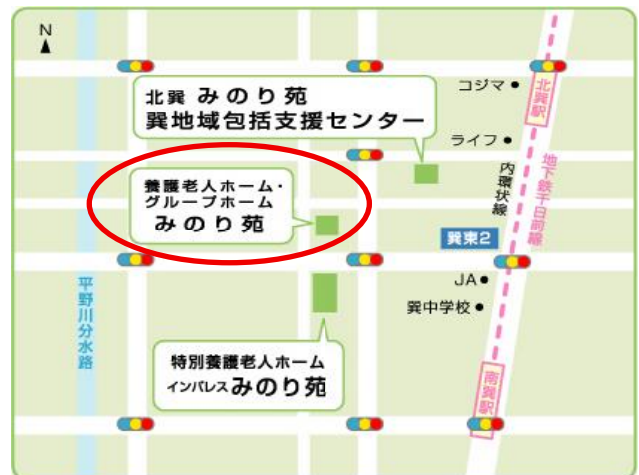 N
コジマ
北巽駅
北巽 みのり苑
巽地域包括支援センター
ライフ
内環状線
地下鉄千日前線
養護老人ホーム・
グループホーム
みのり苑
巽東2
平野川分水路
JA
巽中学校
特別養護老人ホーム
インパレスみのり苑
南巽駅